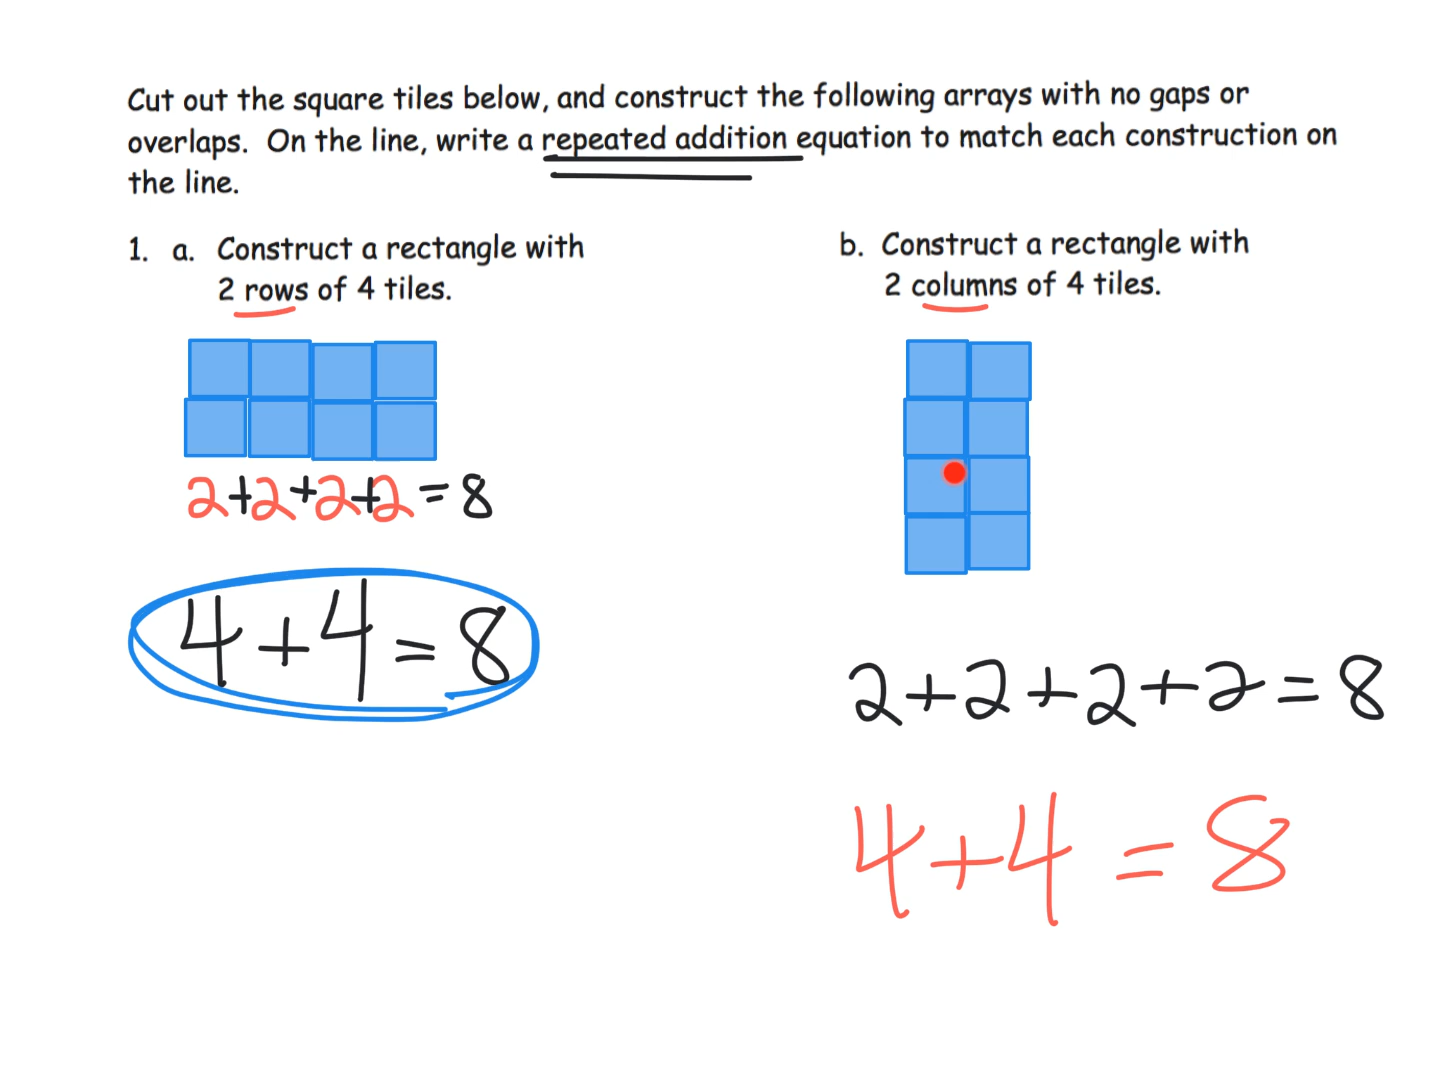 Cut out the square tiles below, and construct the following arrays with no gaps or
overlaps. On the line, write a repeated addition equation to match each construction on
the line.
1. a. Construct a rectangle with
2 rows of 4 tiles.
2+2+2+2=8
4+4=8
b. Construct a rectangle with
2 columns of 4 tiles.
2+2+2+2=8
4+4=8